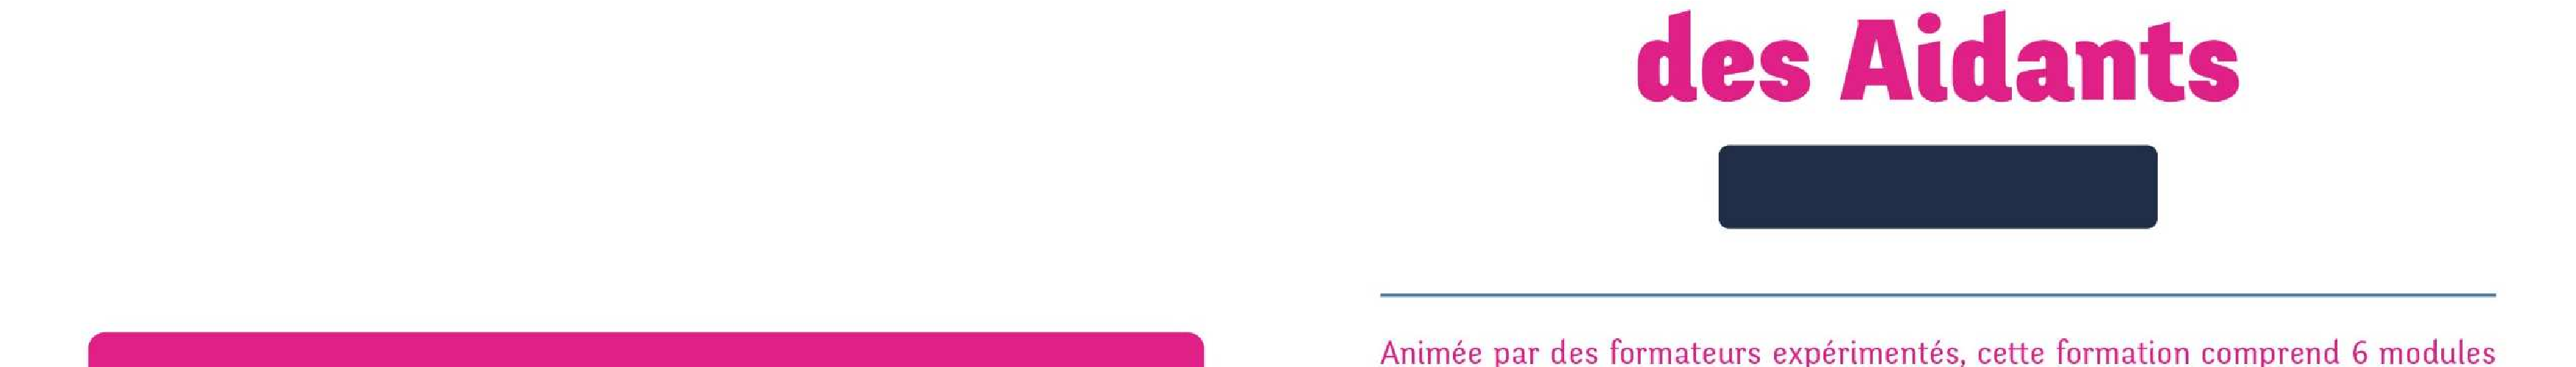 des Aidants
Animée par des formateurs expérimentés, cette formation comprend 6 modules